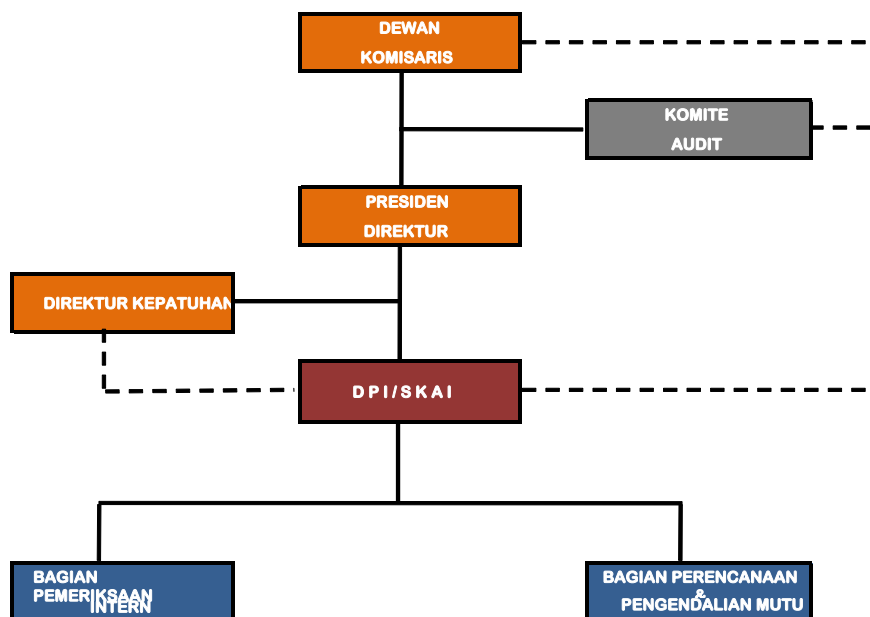 DEWAN
KOMISARIS
KOMITE
AUDIT
PRESIDEN
DIREKTUR
DIREKTUR KEPATUHAN
DPI/SKAI
BAGIAN
PEMERIKSAAN
INTERN
BAGIAN PERENCANAAN
&
PENGENDALIAN MUTU